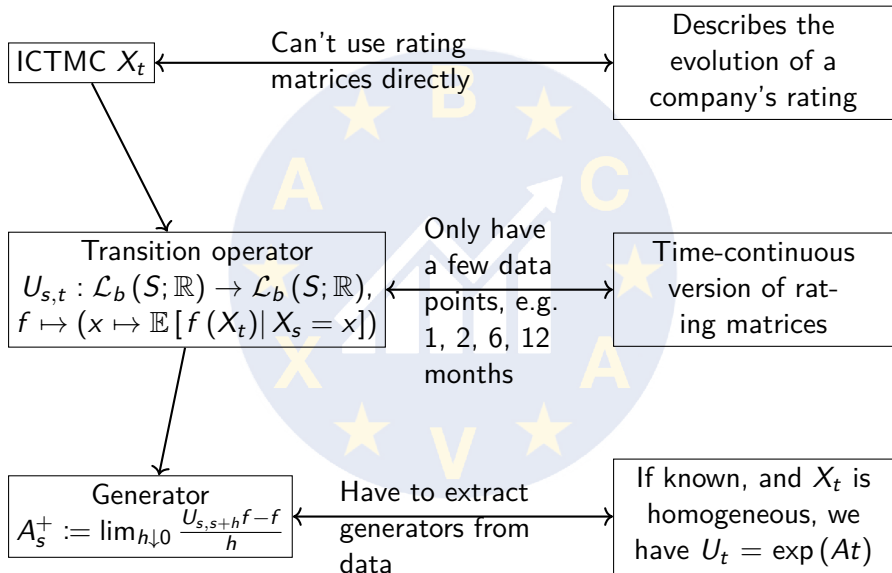 ICTMC X_t
Can't use rating
matrices directly
Describes the
evolution of a
company's rating
Transition operator
U_{s,t} : ℒ_b (S; ℝ) → ℒ_b (S; ℝ),
f ↦ (x ↦ 𝔼 [f (X_t)| X_s = x])
Only have
a few data
points, e.g.
1, 2, 6, 12
months
Time-continuous
version of rat-
ing matrices
Generator
A_s^+ := lim_{h↓0} \frac{U_{s,s+h}f−f}{h}
Have to extract
generators from
data
If known, and X_t is
homogeneous, we
have U_t = exp (At)
A B C
X V A